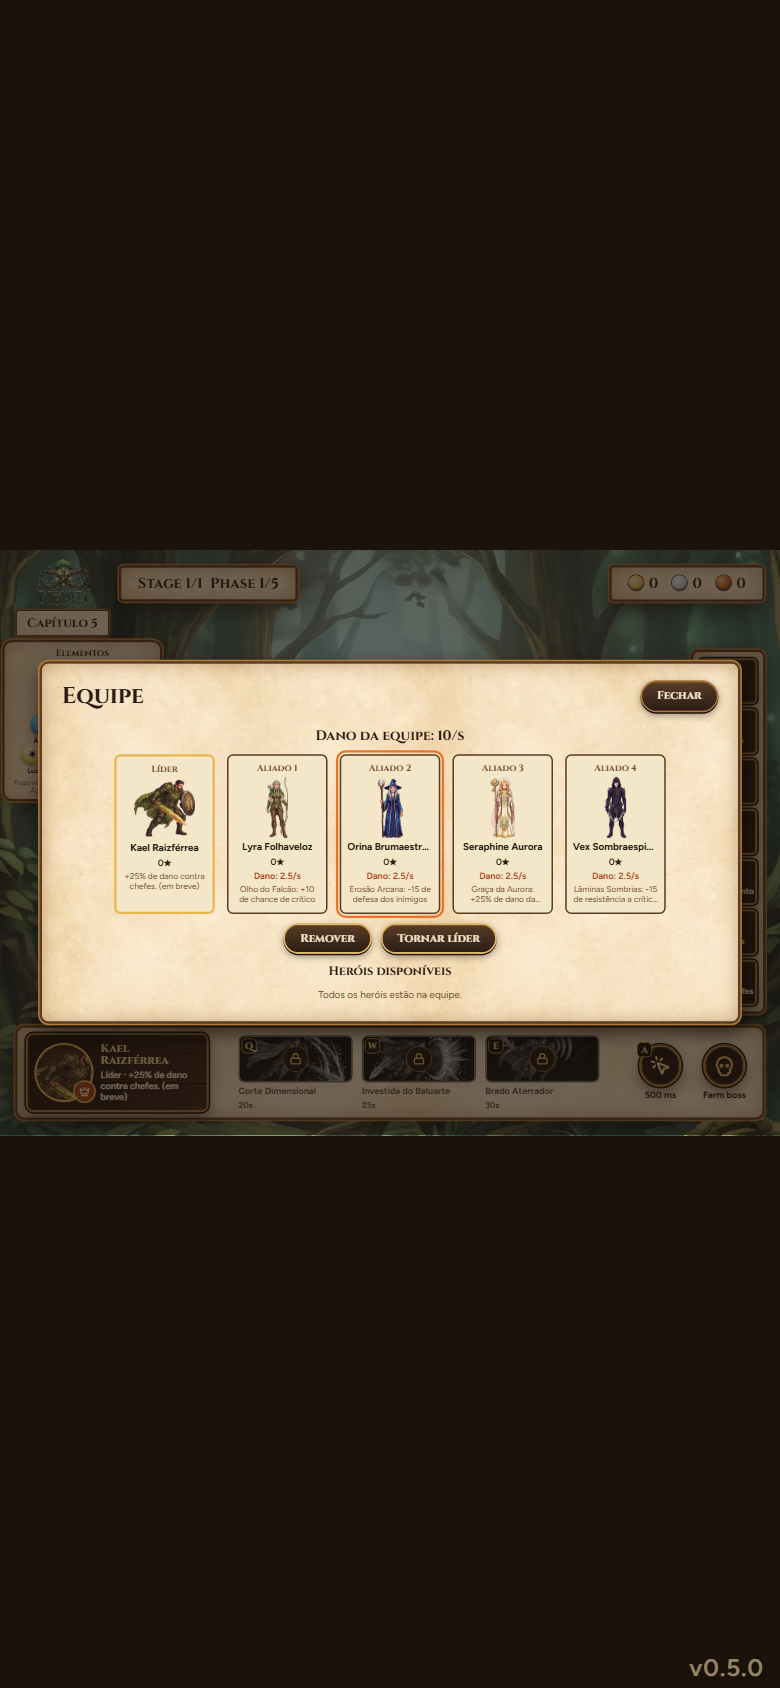 Stage 1/1 Phase 1/5
0 0 0
Capítulo 5
Elementos
Equipe
Fechar
Dano da equipe: 10/s
Líder
Kael Raizférrea
0★
+25% de dano contra
chefes. (em breve)
Aliado 1
Lyra Folhaveloz
0★
Dano: 2.5/s
Olho do Falcão: +10
de chance de crítico
Aliado 2
Orina Brumaestr...
0★
Dano: 2.5/s
Erosão Arcana: -15 de
defesa dos inimigos
Aliado 3
Seraphine Aurora
0★
Dano: 2.5/s
Graça da Aurora:
+25% de dano da...
Aliado 4
Vex Sombraespi...
0★
Dano: 2.5/s
Lâminas Sombrias: -15
de resistência a crític...
Remover
Tornar líder
Heróis disponíveis
Todos os heróis estão na equipe.
Kael
Raizférrea
Líder · +25% de dano
contra chefes. (em
breve)
Q
Corte Dimensional
20s
W
Investida do Baluarte
25s
E
Brado Aterrador
30s
A
500 ms
Farm boss
v0.5.0